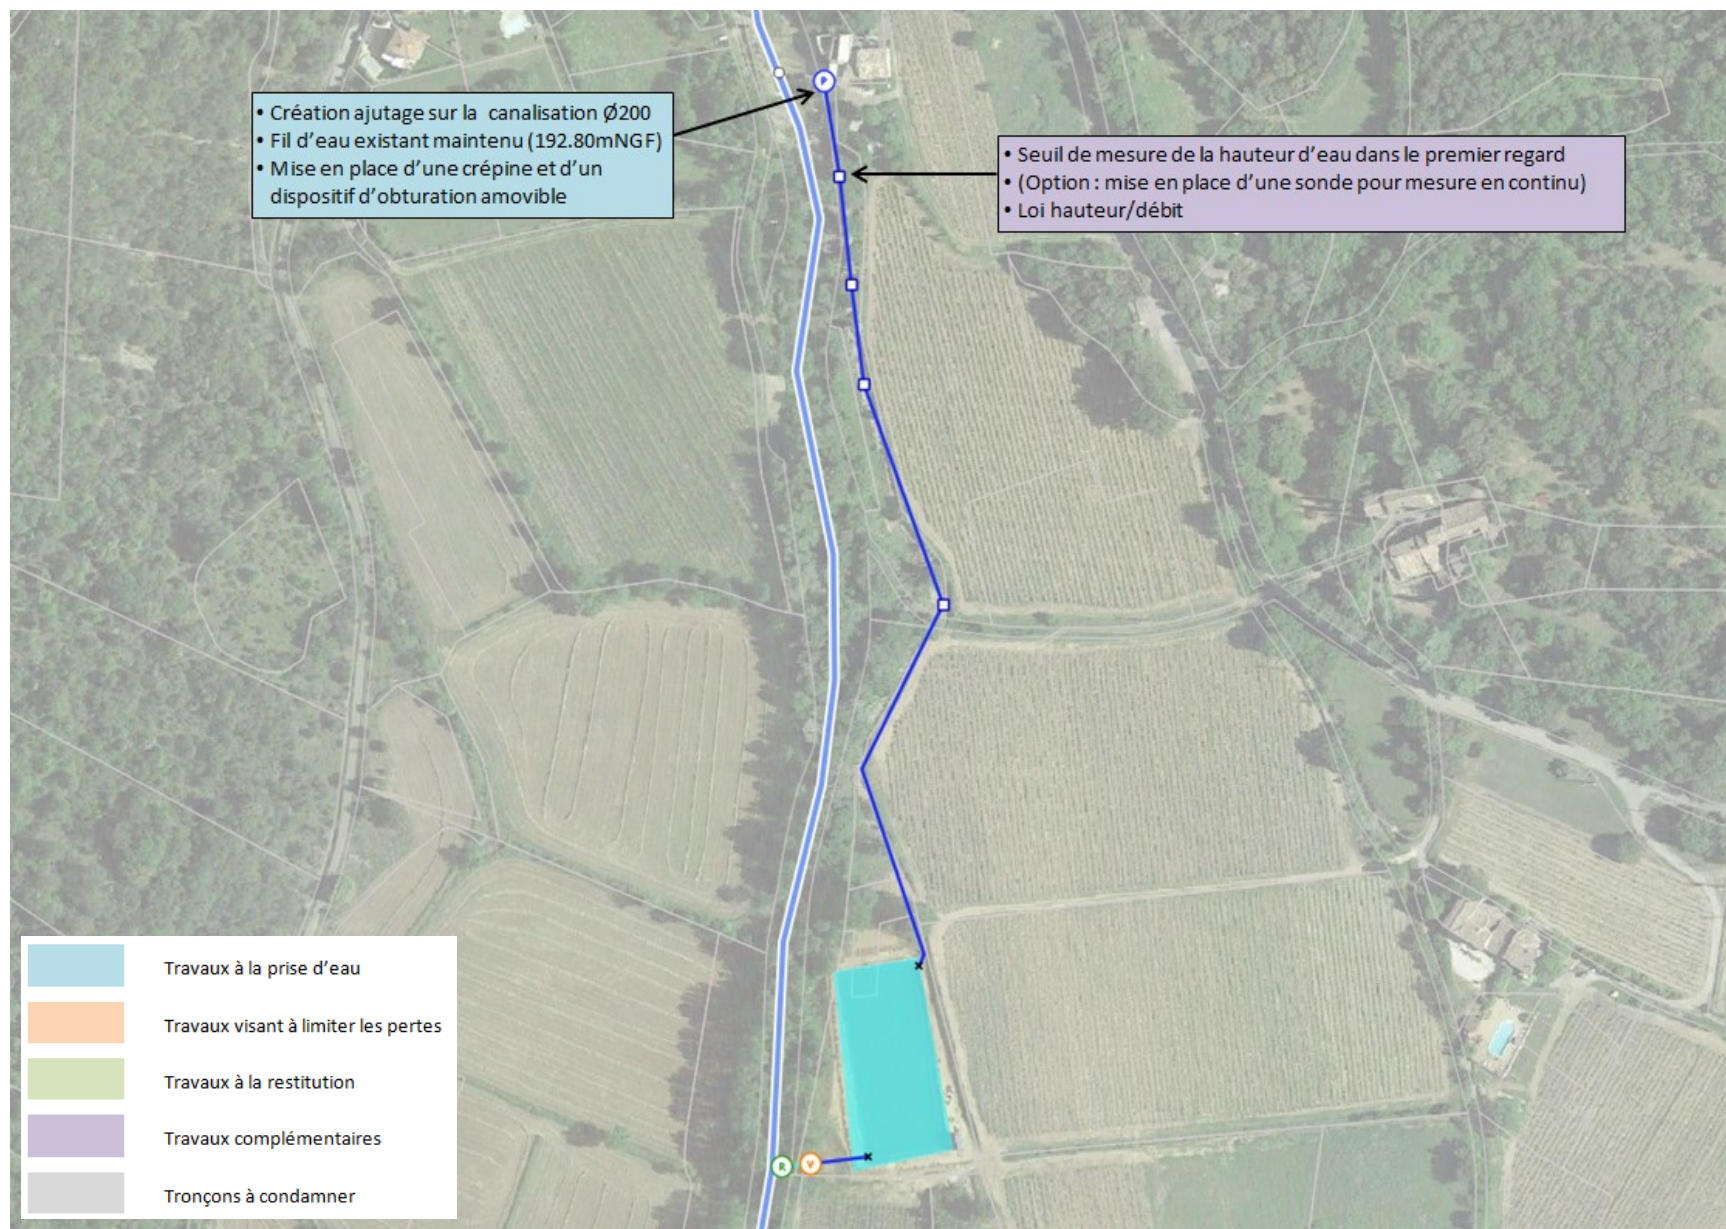 P
• Création ajutage sur la canalisation Ø200
• Fil d'eau existant maintenu (192.80mNGF)
• Mise en place d'une crépine et d'un
dispositif d'obturation amovible
• Seuil de mesure de la hauteur d'eau dans le premier regard
• (Option : mise en place d'une sonde pour mesure en continu)
• Loi hauteur/débit
Travaux à la prise d'eau
Travaux visant à limiter les pertes
Travaux à la restitution
Travaux complémentaires
Tronçons à condamner
R
V